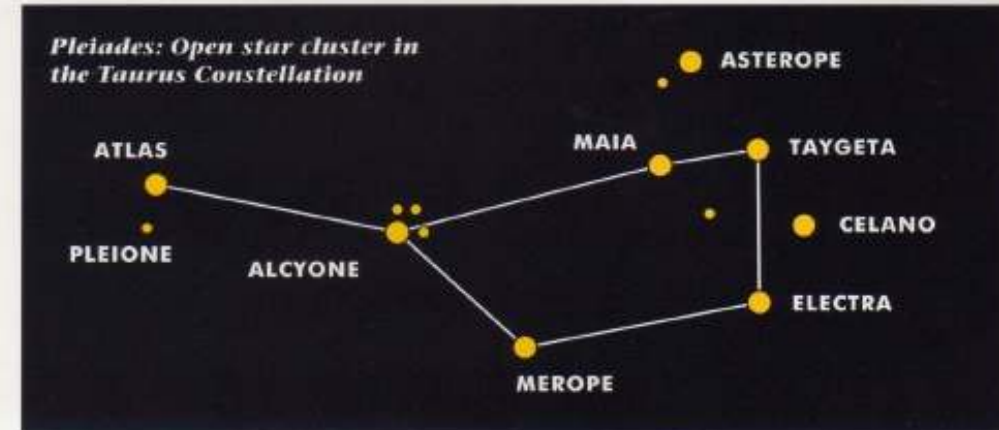 Pleiades: Open star cluster in
the Taurus Constellation
ASTEROPE
MAIA
TAYGETA
ATLAS
CELANO
PLEIONE
ALCYONE
ELECTRA
MEROPE